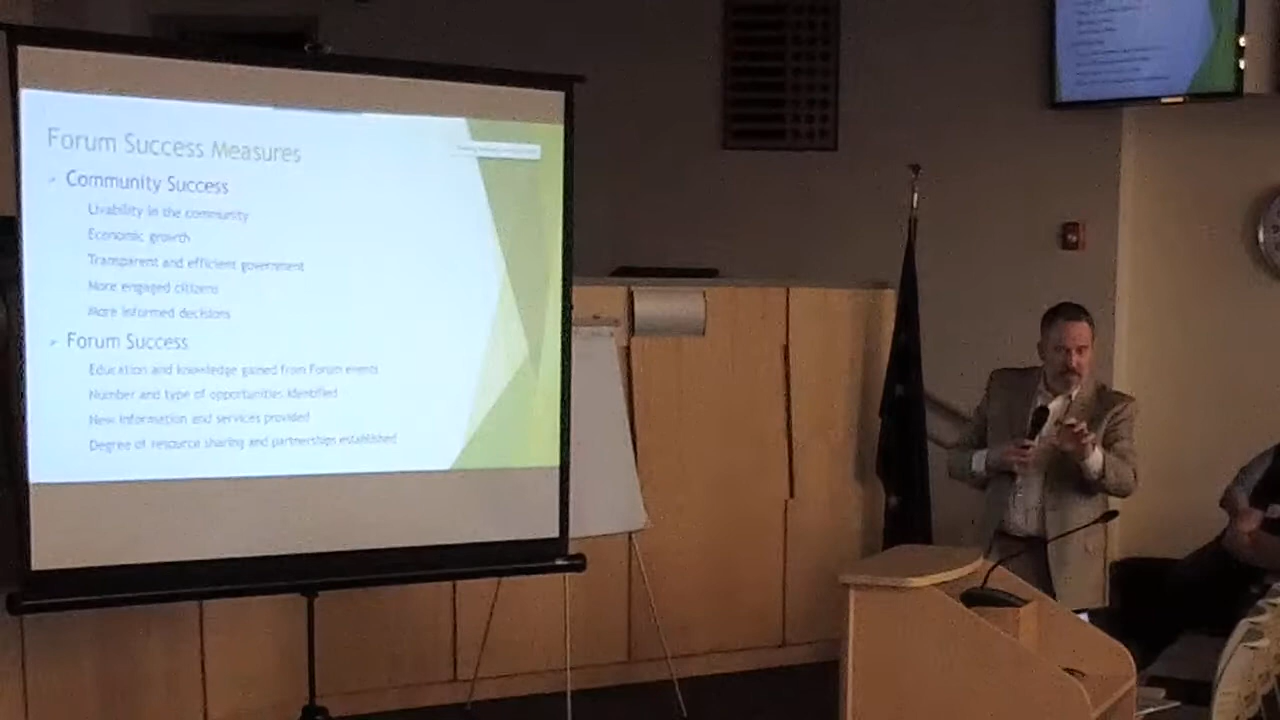 Forum Success Measures
Community Success
Livability in the community
Economic growth
Transparent and efficient government
More engaged citizens
More informed decisions
Forum Success
Education and knowledge gained from Forum events
Number and type of opportunities identified
New information and services provided
Degree of resource sharing and partnerships established